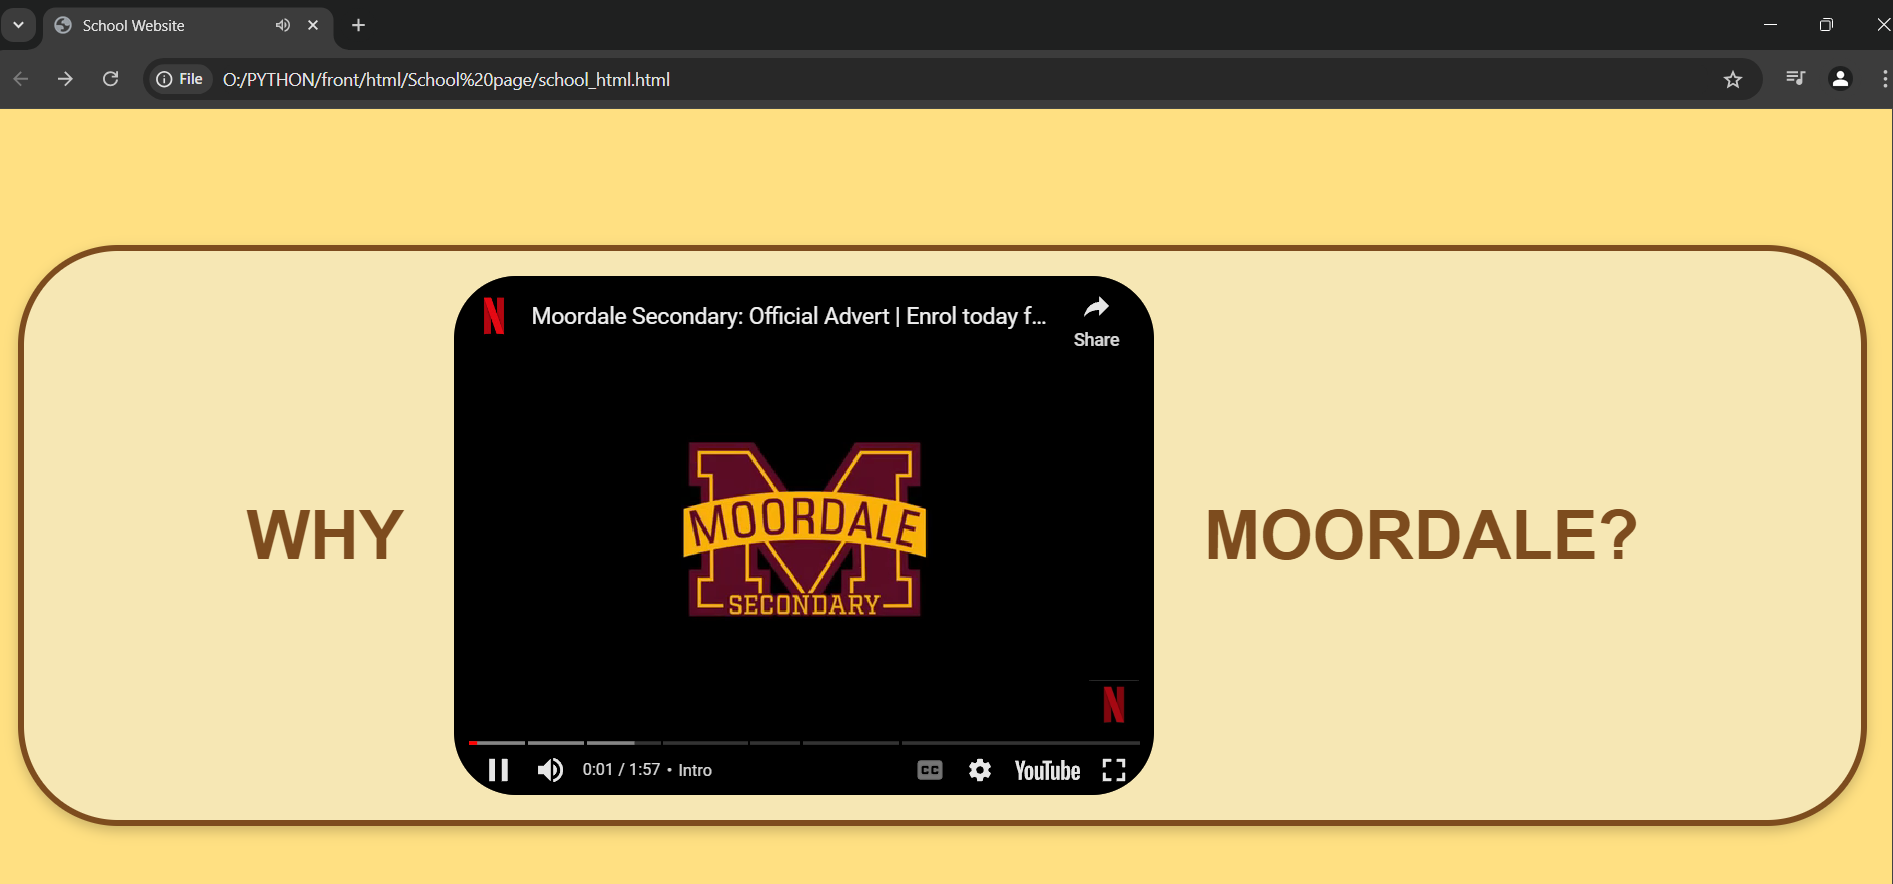 School Website
File O:/PYTHON/front/html/School%20page/school_html.html
Moordale Secondary: Official Advert | Enrol today f...
Share
MOORDALE
SECONDARY
WHY
MOORDALE?
0:01 / 1:57 • Intro
CC
YouTube